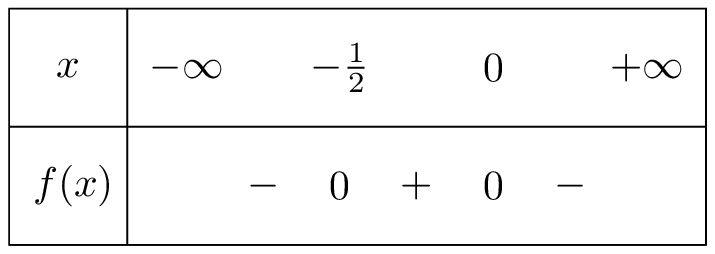 x −∞ −1/2 0 +∞
f(x) − 0 + 0 −